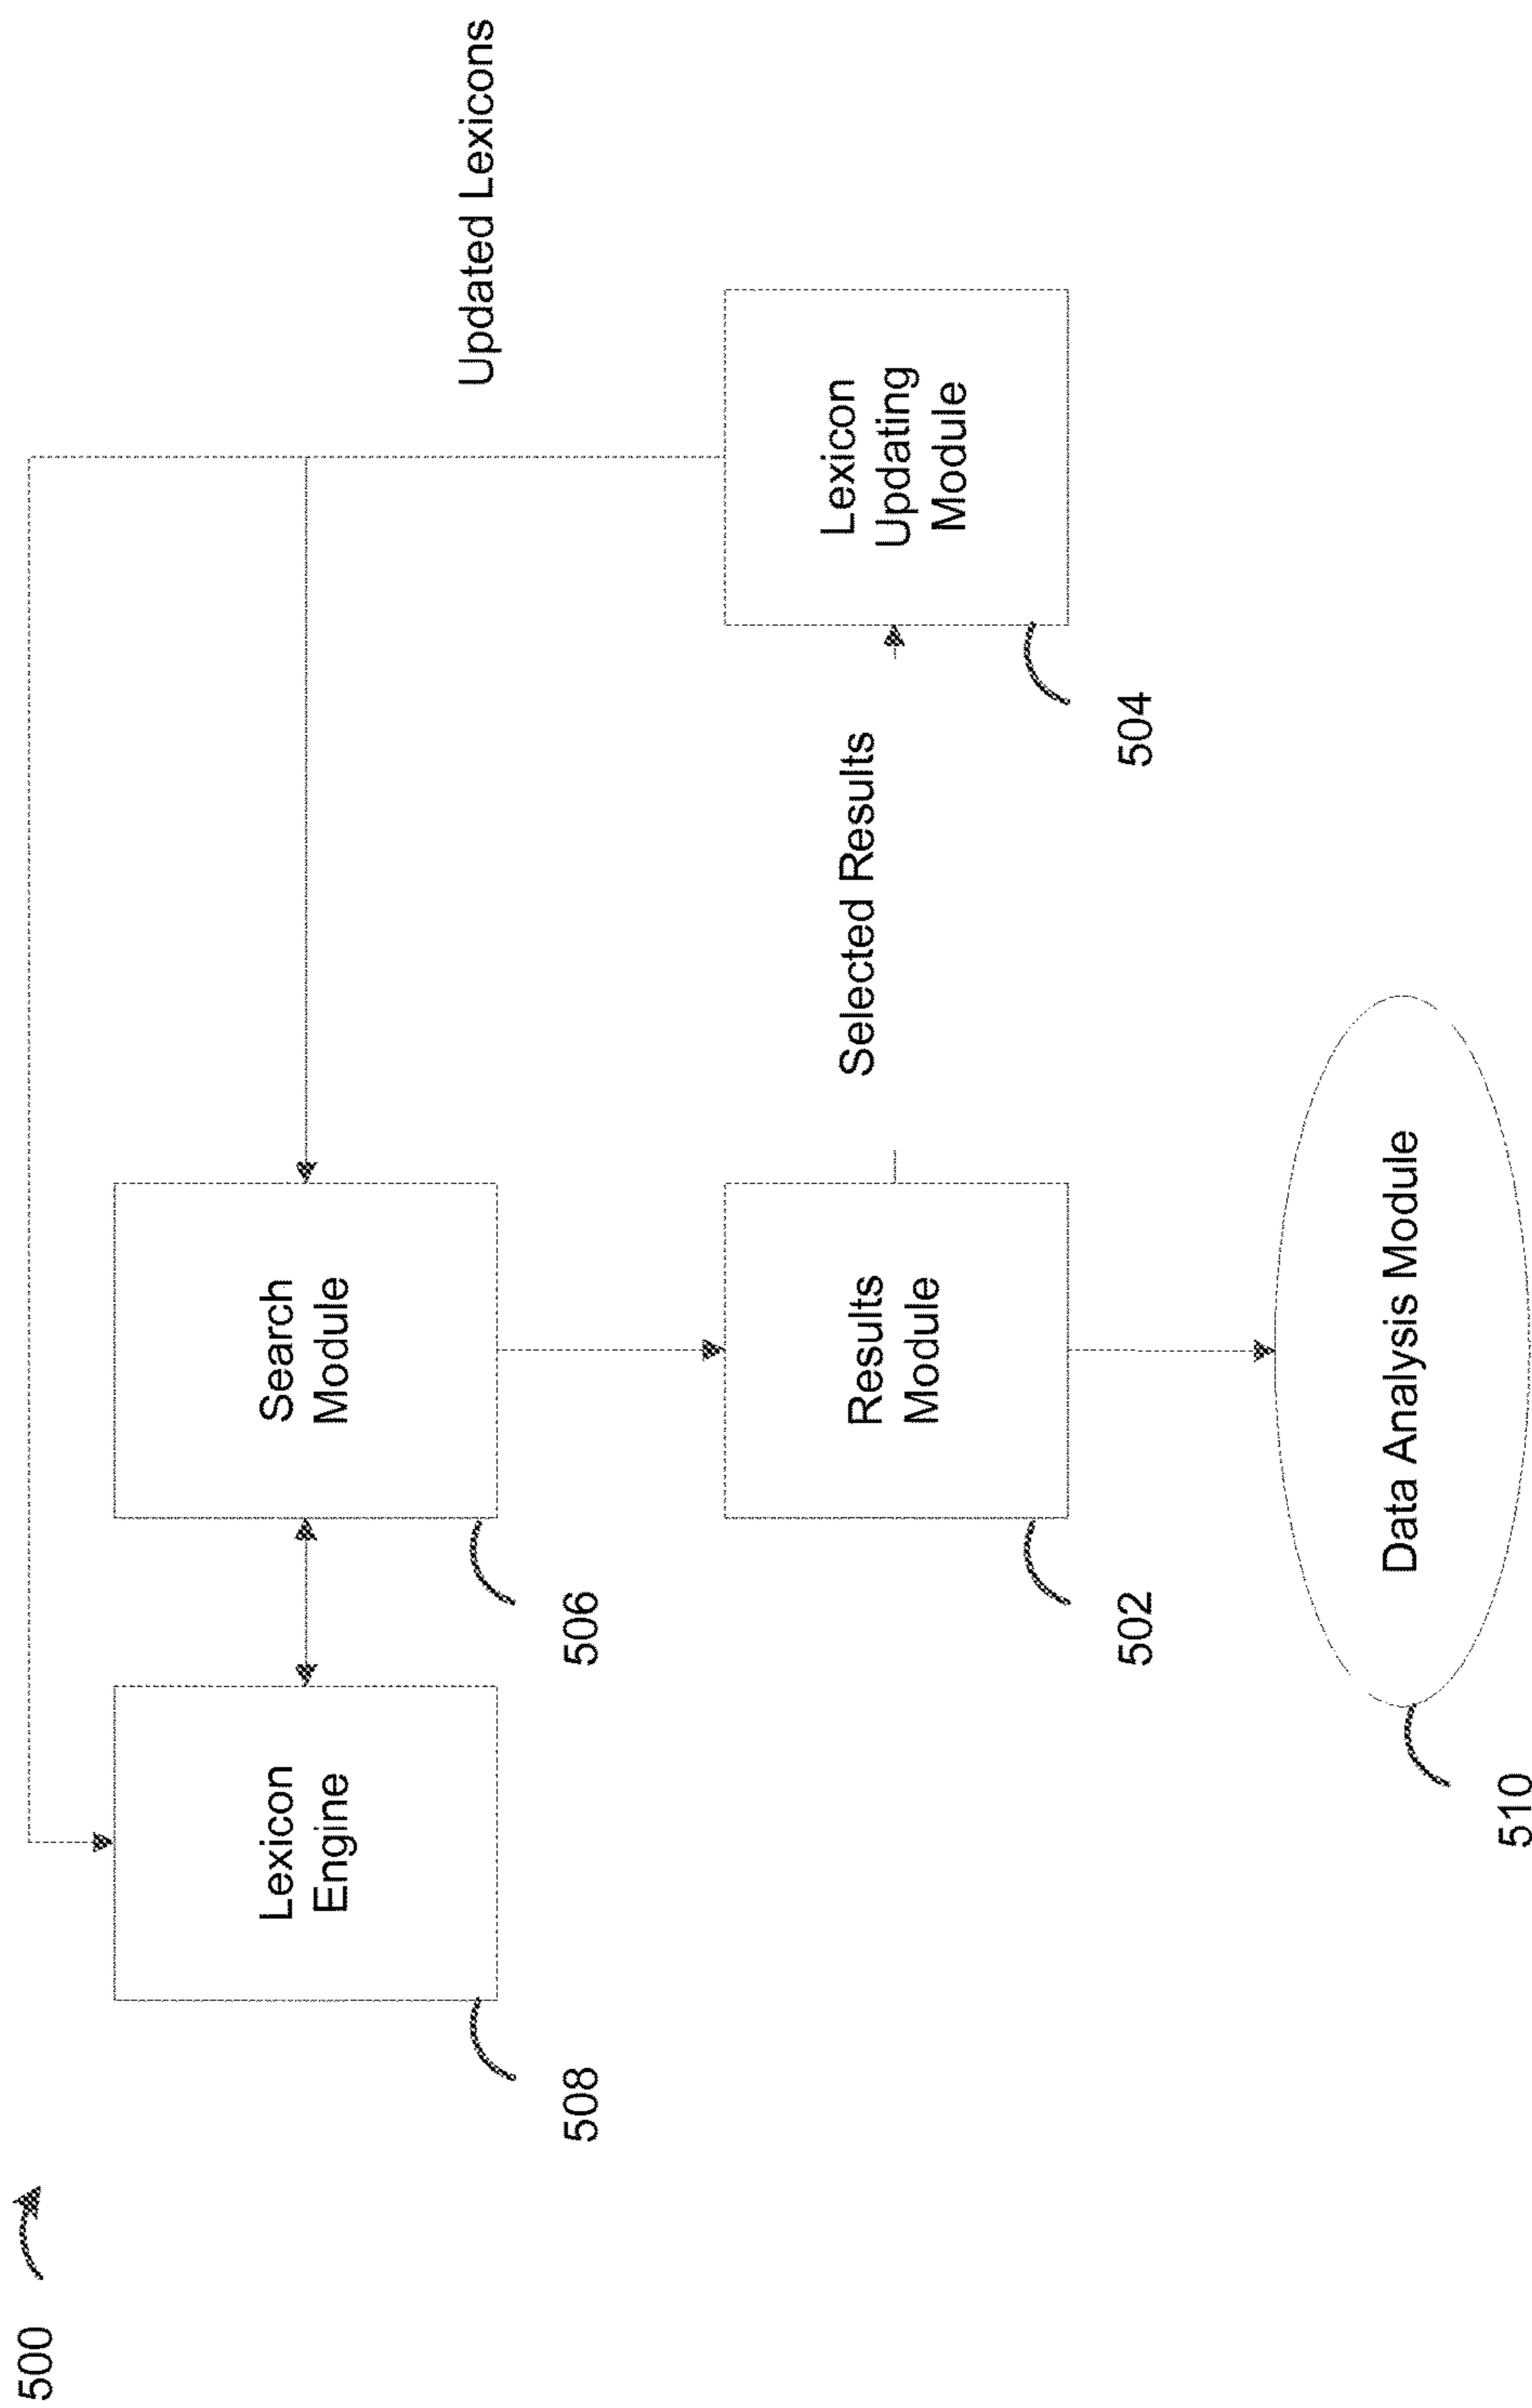 500
Updated Lexicons
Lexicon
Engine
508
Search
Module
506
Lexicon
Updating
Module
504
Selected Results
Results
Module
502
Data Analysis Module
510